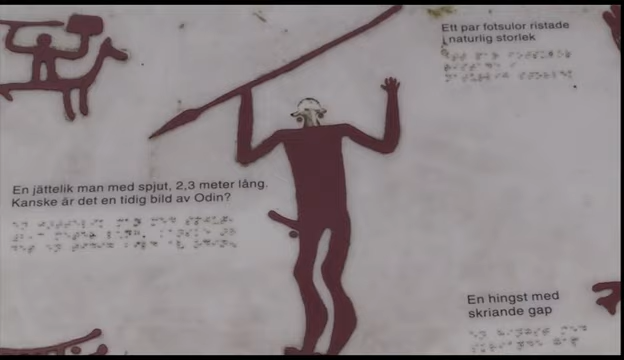 Ett par fotsulor ristade
i naturlig storlek
En jättelik man med spjut, 2,3 meter lång.
Kanske är det en tidig bild av Odin?
En hingst med
skriande gap